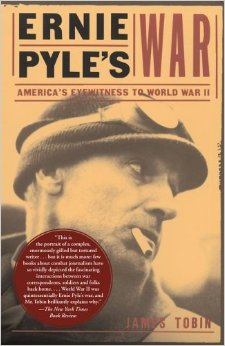 ERNIE
PYLE'S
WAR
AMERICA'S EYEWITNESS TO WORLD WAR II
"This is
the portrait of a complex,
enormously gifted but tortured
writer . . . but it is much more: few
books about combat journalists have
so vividly depicted the fascinating
interactions between war
correspondents, soldiers and folks
back home. . . . World War II was
quintessentially Ernie Pyle's war, and
Mr. Tobin brilliantly explains why."
—The New York Times
Book Review
JAMES TOBIN